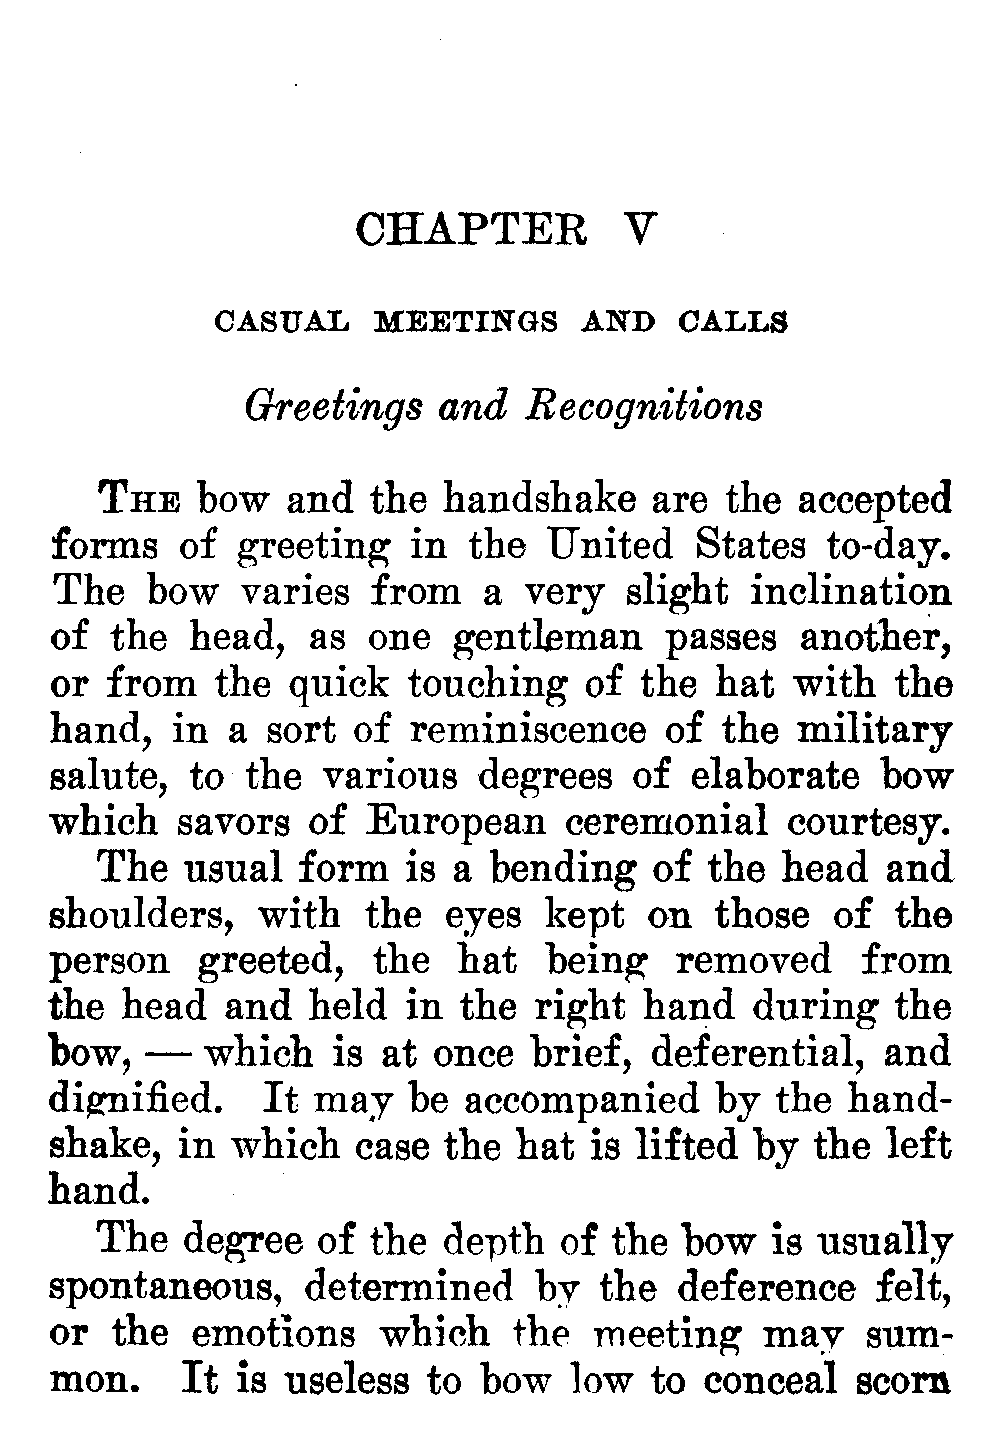 CHAPTER V
CASUAL MEETINGS AND CALLS
Greetings and Recognitions
THE bow and the handshake are the accepted
forms of greeting in the United States to-day.
The bow varies from a very slight inclination
of the head, as one gentleman passes another,
or from the quick touching of the hat with the
hand, in a sort of reminiscence of the military
salute, to the various degrees of elaborate bow
which savors of European ceremonial courtesy.
The usual form is a bending of the head and
shoulders, with the eyes kept on those of the
person greeted, the hat being removed from
the head and held in the right hand during the
bow, — which is at once brief, deferential, and
dignified. It may be accompanied by the hand-
shake, in which case the hat is lifted by the left
hand.
The degree of the depth of the bow is usually
spontaneous, determined by the deference felt,
or the emotions which the meeting may sum-
mon. It is useless to bow low to conceal scorn